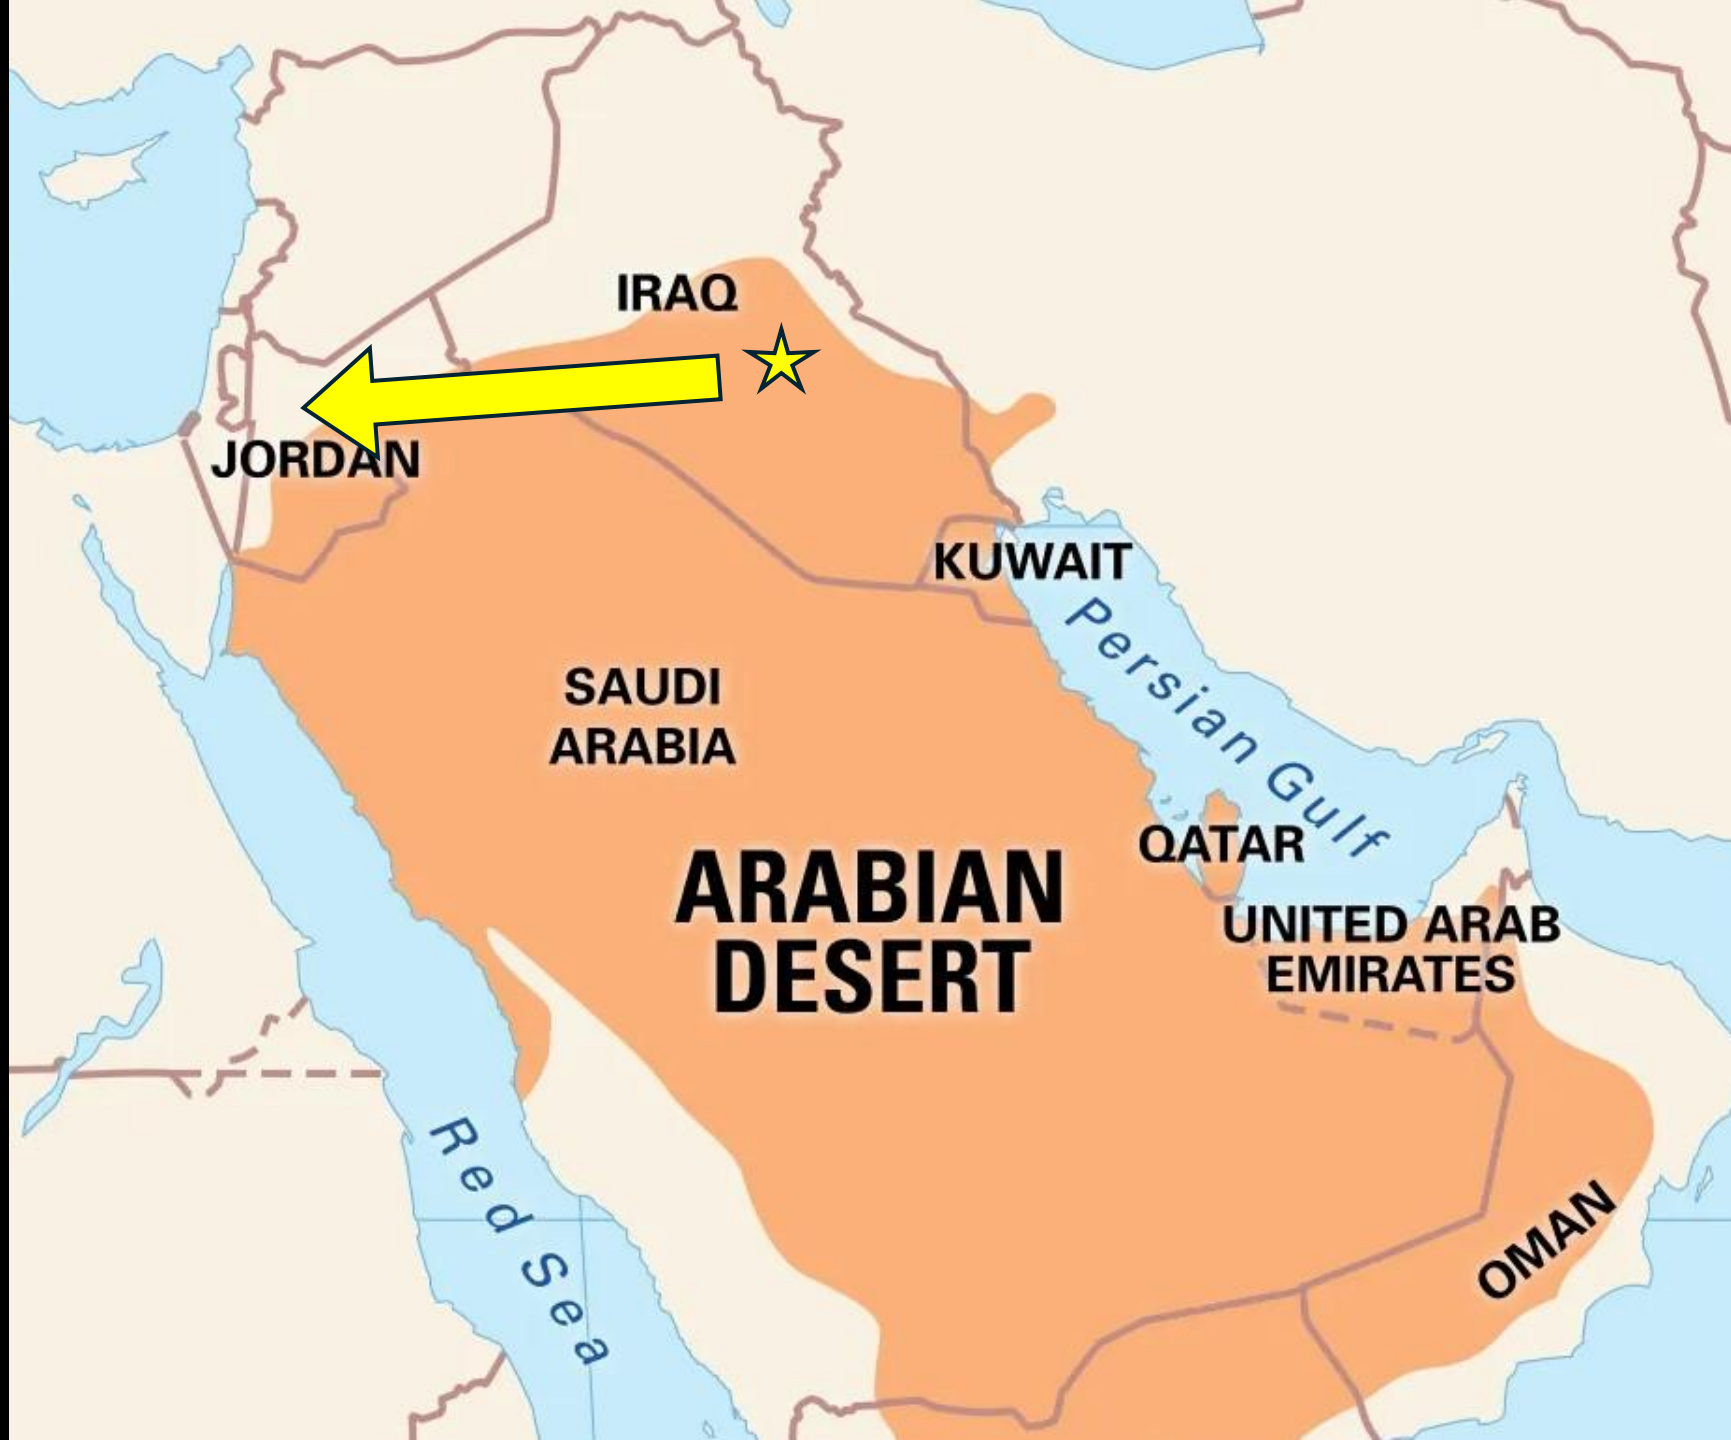 IRAQ
JORDAN
KUWAIT
Persian Gulf
SAUDI
ARABIA
QATAR
ARABIAN
DESERT
UNITED ARAB
EMIRATES
Red Sea
OMAN